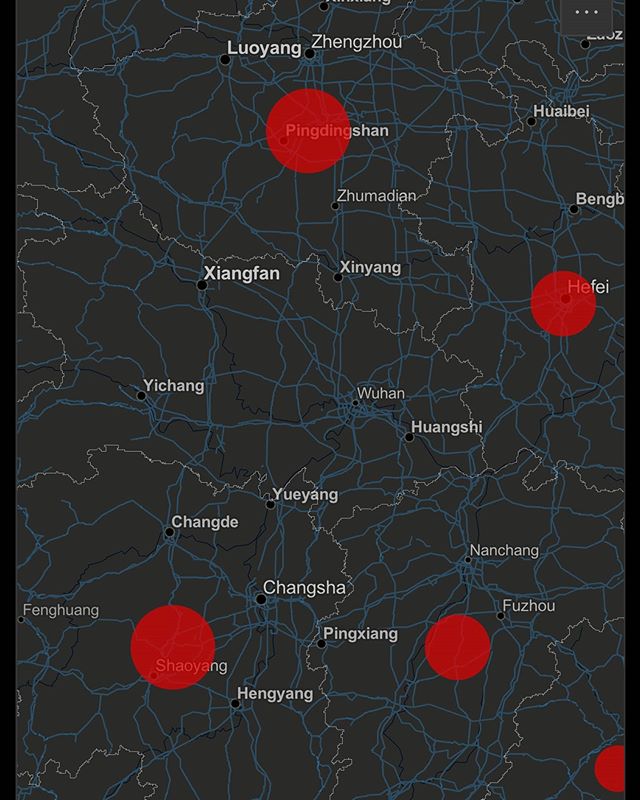 Luoyang
Zhengzhou
Huaibei
Pingdingshan
Zhumadian
Xiangfan
Xinyang
Hefei
Yichang
Wuhan
Huangshi
Yueyang
Changde
Nanchang
Changsha
Fenghuang
Fuzhou
Pingxiang
Shaoyang
Hengyang